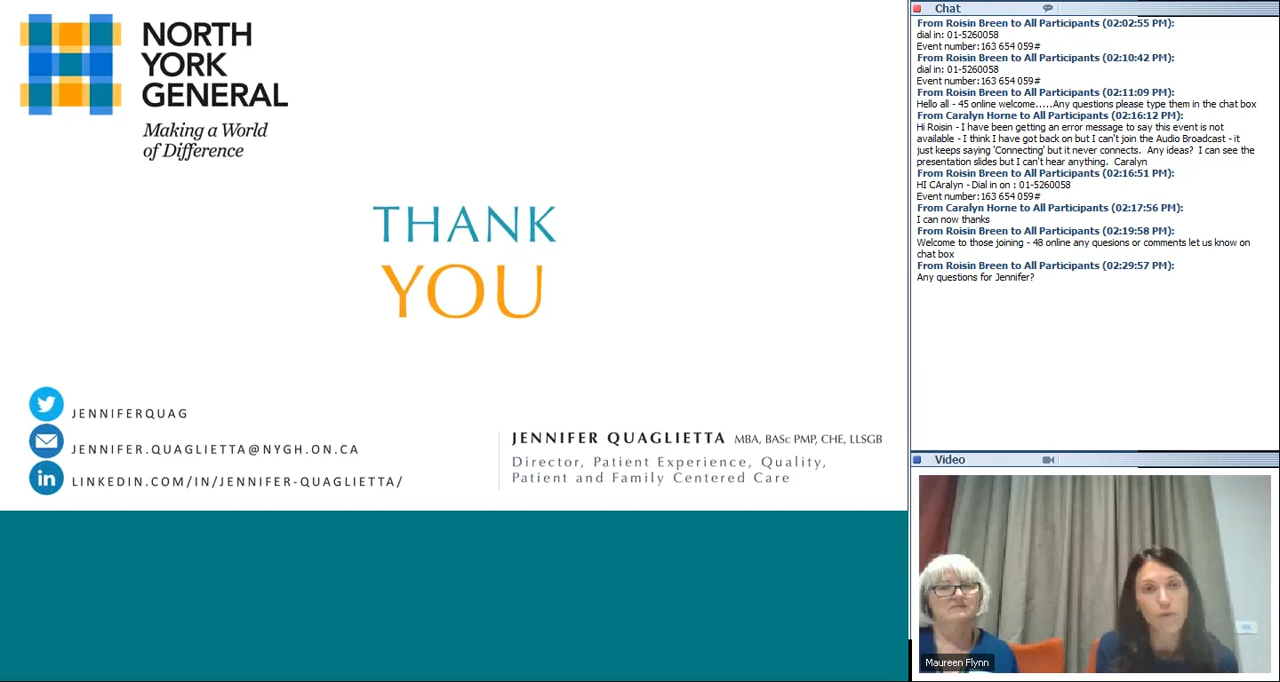 NORTH
YORK
GENERAL
Making a World
of Difference
THANK
YOU
JENNIFERQUAG
JENNIFER.QUAGLIETTA@NYGH.ON.CA
in
LINKEDIN.COM/IN/JENNIFER-QUAGLIETTA/
JENNIFER QUAGLIETTA MBA, BASc PMP, CHE, LLSGB
Director, Patient Experience, Quality,
Patient and Family Centered Care
Chat
From Roisin Breen to All Participants (02:02:55 PM):
dial in: 01-5260058
Event number:163 654 059#
From Roisin Breen to All Participants (02:10:42 PM):
dial in: 01-5260058
Event number:163 654 059#
From Roisin Breen to All Participants (02:11:09 PM):
Hello all - 45 online welcome.....Any questions please type them in the chat box
From Caralyn Horne to All Participants (02:16:12 PM):
Hi Roisin - I have been getting an error message to say this event is not
available - I think I have got back on but I can't join the Audio Broadcast - it
just keeps saying 'Connecting' but it never connects.  Any ideas?  I can see the
presentation slides but I can't hear anything.  Caralyn
From Roisin Breen to All Participants (02:16:51 PM):
HI CAralyn - Dial in on : 01-5260058
Event number:163 654 059#
From Caralyn Horne to All Participants (02:17:56 PM):
I can now thanks
From Roisin Breen to All Participants (02:19:58 PM):
Welcome to those joining - 48 online any quesions or comments let us know on
chat box
From Roisin Breen to All Participants (02:29:57 PM):
Any questions for Jennifer?
Video
Maureen Flynn